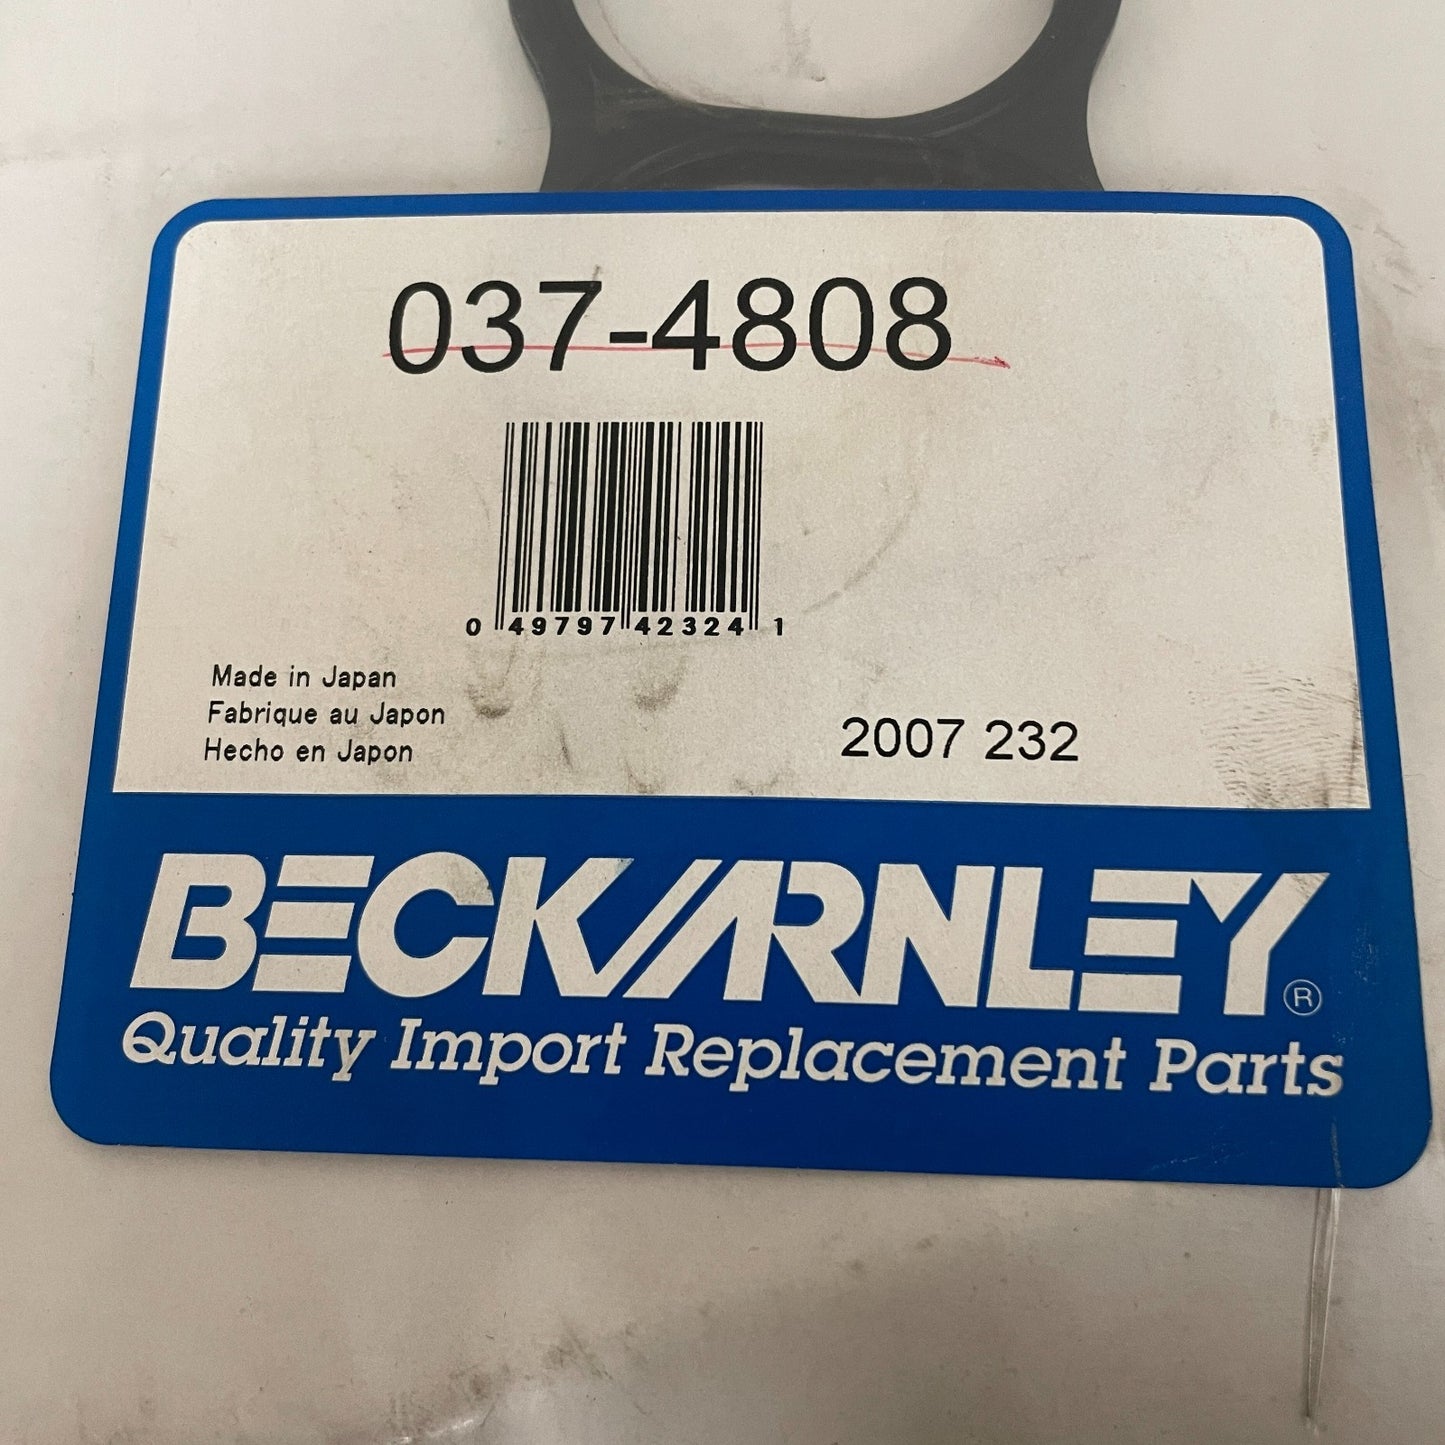 037-4808
0 49797 42324 1
Made in Japan
Fabrique au Japon
Hecho en Japon
2007 232
BECK/ARNLEY®
Quality Import Replacement Parts